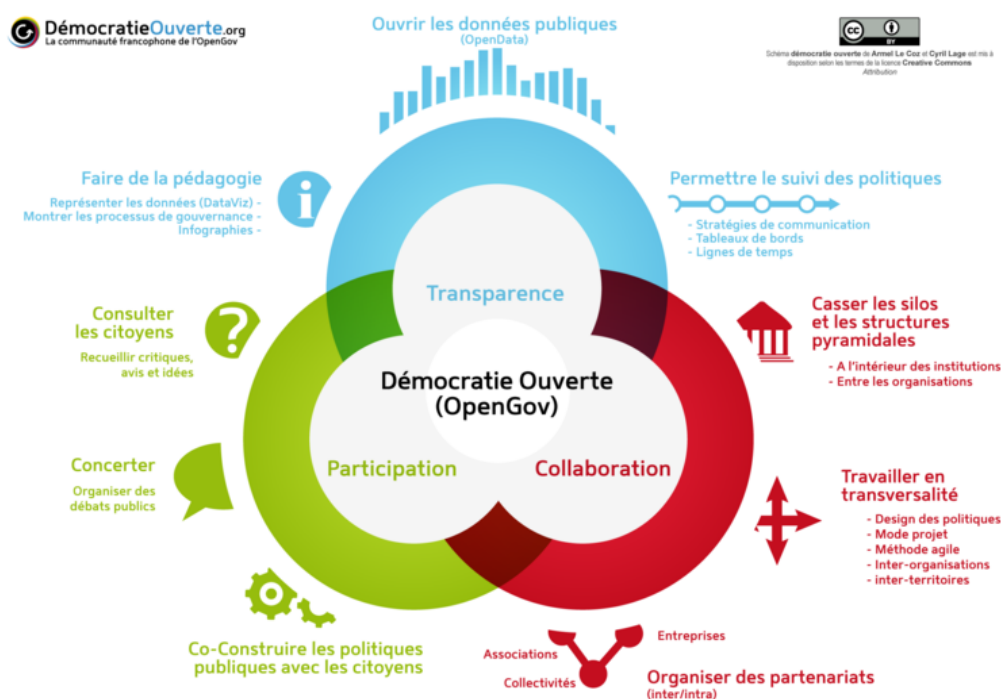 DémocratieOuverte.org
La communauté francophone de l'OpenGov
Ouvrir les données publiques
(OpenData)
cc
BY
Schéma démocratie ouverte de Armel Le Coz et Cyril Lage est mis à
disposition selon les termes de la licence Creative Commons
Attribution
Faire de la pédagogie
Représenter les données (DataViz) -
Montrer les processus de gouvernance -
Infographies -
i
Permettre le suivi des politiques
- Stratégies de communication
- Tableaux de bords
- Lignes de temps
Transparence
Consulter
les citoyens
Recueillir critiques,
avis et idées
?
Casser les silos
et les structures
pyramidales
- A l'intérieur des institutions
- Entre les organisations
Démocratie Ouverte
(OpenGov)
Participation
Collaboration
Concerter
Organiser des
débats publics
Travailler en
transversalité
- Design des politiques
- Mode projet
- Méthode agile
- Inter-organisations
- inter-territoires
Co-Construire les politiques
publiques avec les citoyens
Associations
Entreprises
Collectivités
Organiser des partenariats
(inter/intra)